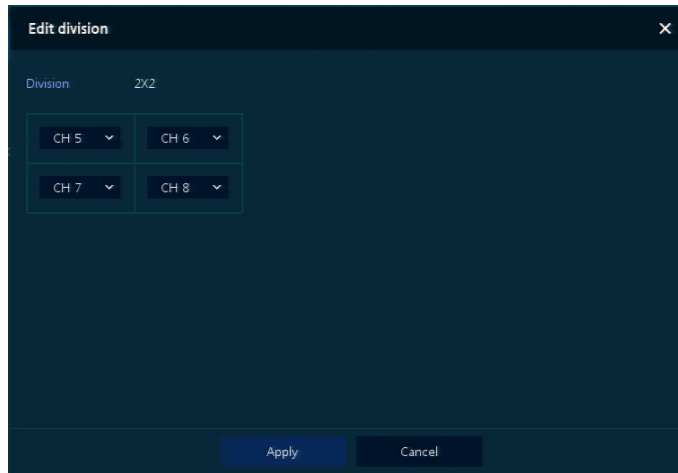 Edit division
Division 2X2
CH 5 CH 6
CH 7 CH 8
Apply Cancel